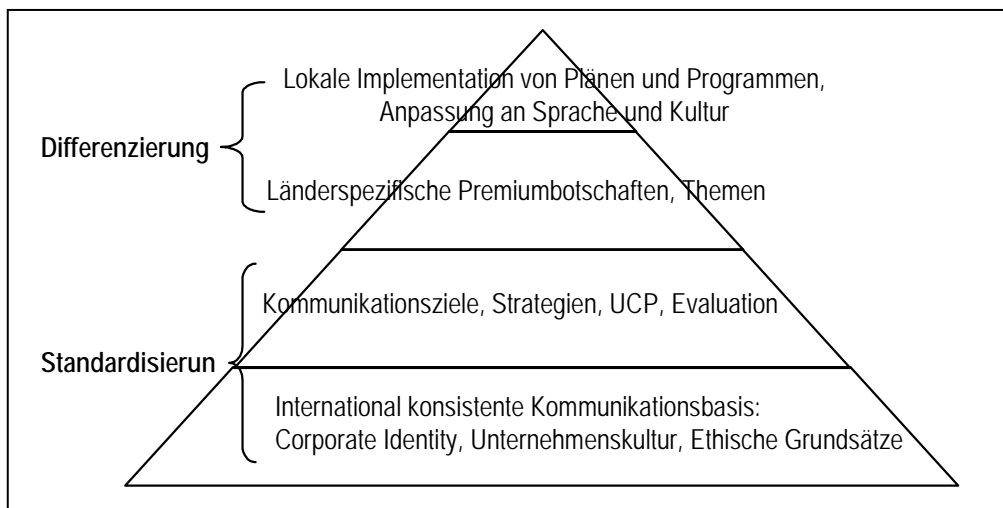 Lokale Implementation von Plänen und Programmen,
Anpassung an Sprache und Kultur
Differenzierung
Länderspezifische Premiumbotschaften, Themen
Kommunikationsziele, Strategien, UCP, Evaluation
Standardisierun
International konsistente Kommunikationsbasis:
Corporate Identity, Unternehmenskultur, Ethische Grundsätze